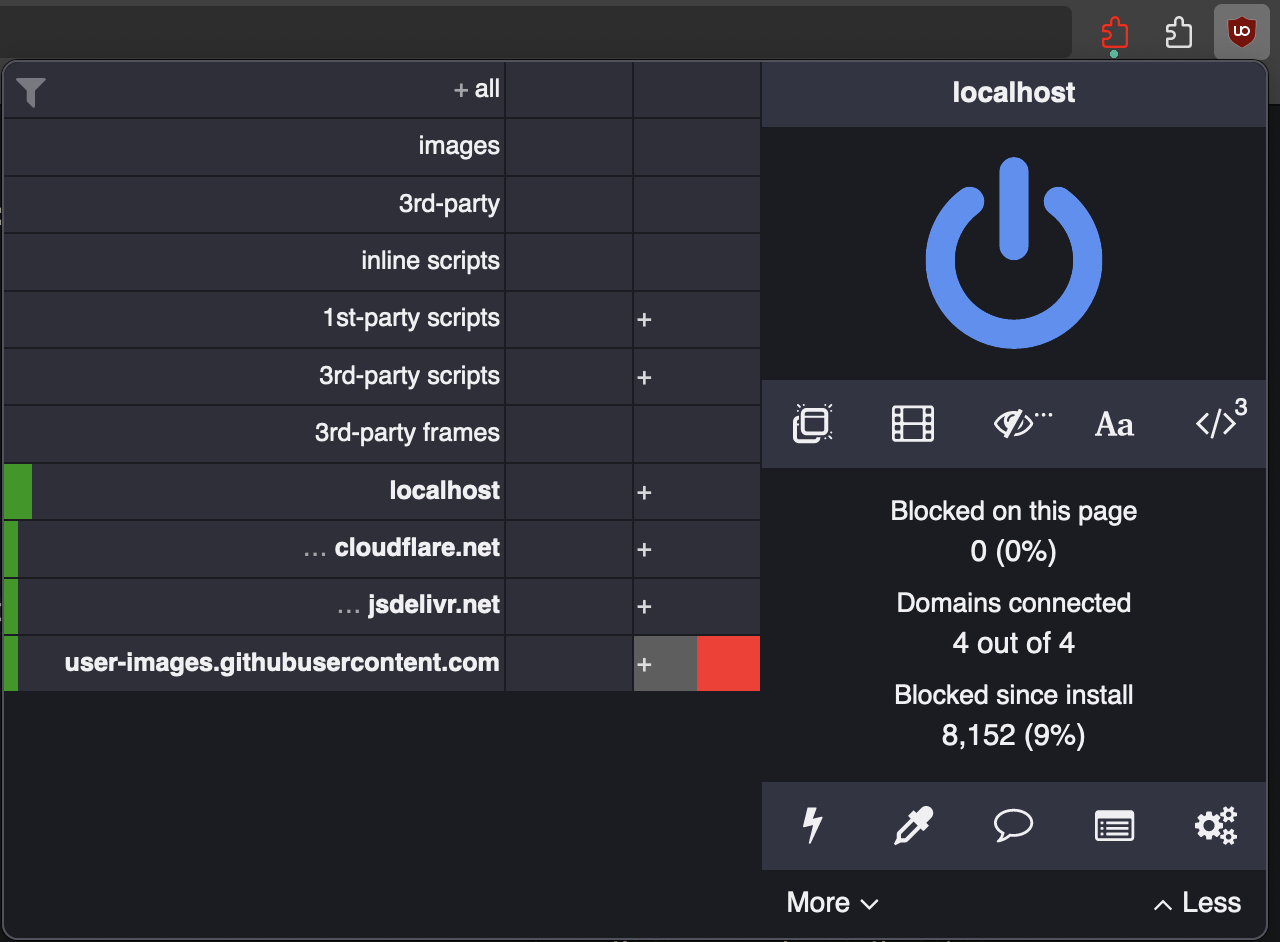 + all
images
3rd-party
inline scripts
1st-party scripts
+
3rd-party scripts
+
3rd-party frames
localhost
+
... cloudflare.net
+
... jsdelivr.net
+
user-images.githubusercontent.com
+
localhost
Aa
</> 3
Blocked on this page
0 (0%)
Domains connected
4 out of 4
Blocked since install
8,152 (9%)
More
Less